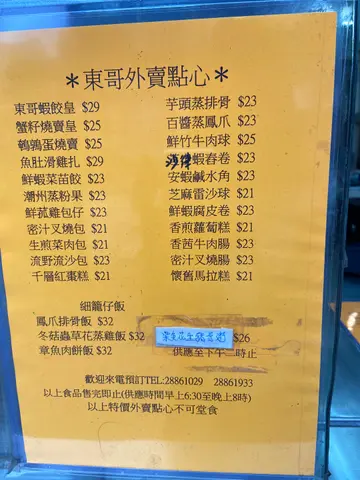 ＊東哥外賣點心＊
東哥蝦餃皇 $29
蟹籽燒賣皇 $25
鵪鶉蛋燒賣 $25
魚肚滑雞扎 $29
鮮蝦菜苗餃 $23
潮州蒸粉果 $23
鮮菰雞包仔 $23
密汁叉燒包 $21
生煎菜肉包 $21
流野流沙包 $23
千層紅棗糕 $21
芋頭蒸排骨 $23
百醬蒸鳳爪 $23
鮮竹牛肉球 $25
沙律蝦春卷 $23
安蝦鹹水角 $23
芝麻雷沙球 $21
鮮蝦腐皮卷 $23
香煎蘿蔔糕 $21
香茜牛肉腸 $23
密汁叉燒腸 $23
懷舊馬拉糕 $21
細籠仔飯
鳳爪排骨飯 $32
冬菇蟲草花蒸雞飯 $32
章魚肉餅飯 $32
$26
供應至下午二時止
歡迎來電預訂TEL:28861029 28861933
以上食品售完即止(供應時間早上6:30至晚上8時)
以上特價外賣點心不可堂食